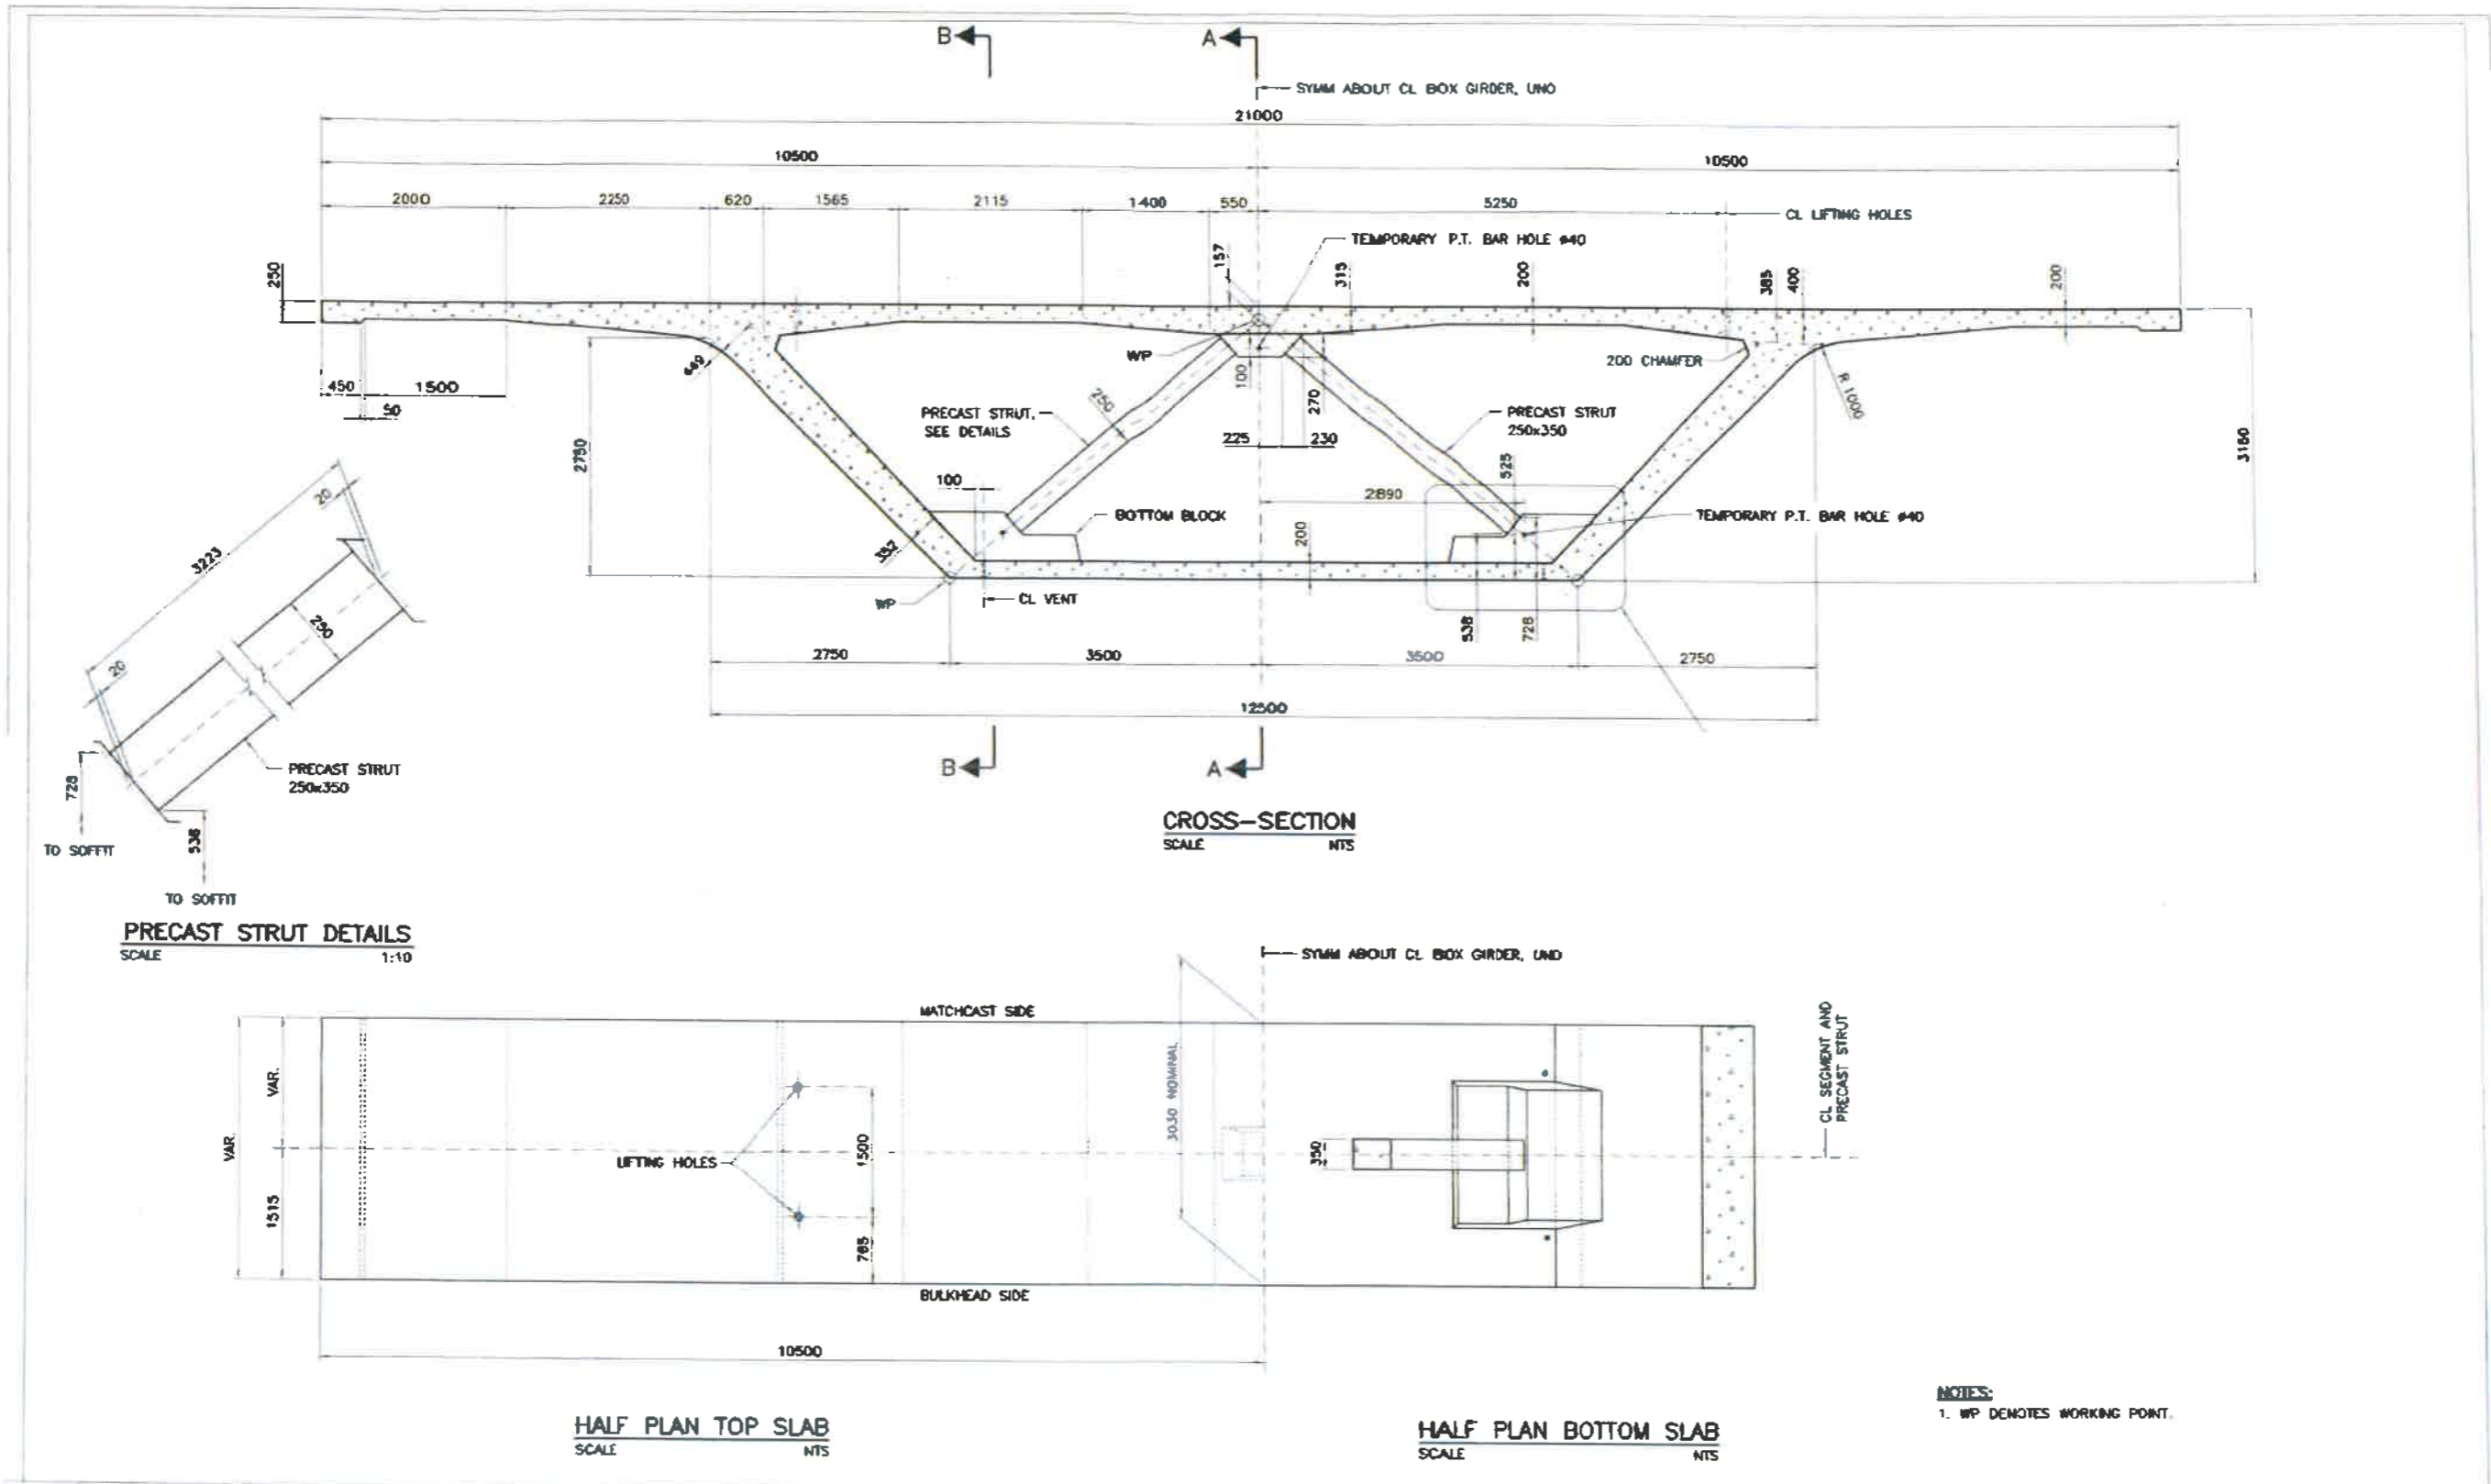 B
A
SYMM ABOUT CL BOX GIRDER, UNO
21000
10500
10500
2000
2250
620
1565
2115
1400
550
5250
CL LIFTING HOLES
TEMPORARY P.T. BAR HOLE ø40
157
315
200
385
400
200
250
WP
449
100
270
200 CHAMFER
R 1000
450
1500
50
PRECAST STRUT,
SEE DETAILS
250
PRECAST STRUT
250x350
225
230
2750
3160
525
100
2890
BOTTOM BLOCK
TEMPORARY P.T. BAR HOLE ø40
352
200
WP
CL VENT
538
728
2750
3500
3500
2750
12500
B
A
CROSS-SECTION
SCALE NTS
20
3223
250
20
PRECAST STRUT
250x350
728
TO SOFFIT
538
TO SOFFIT
PRECAST STRUT DETAILS
SCALE 1:10
SYMM ABOUT CL BOX GIRDER, UNO
MATCHCAST SIDE
VAR.
VAR.
1515
LIFTING HOLES
1500
765
3030 NOMINAL
350
CL SEGMENT AND
PRECAST STRUT
BULKHEAD SIDE
10500
HALF PLAN TOP SLAB
SCALE NTS
HALF PLAN BOTTOM SLAB
SCALE NTS
NOTES:
1. WP DENOTES WORKING POINT.